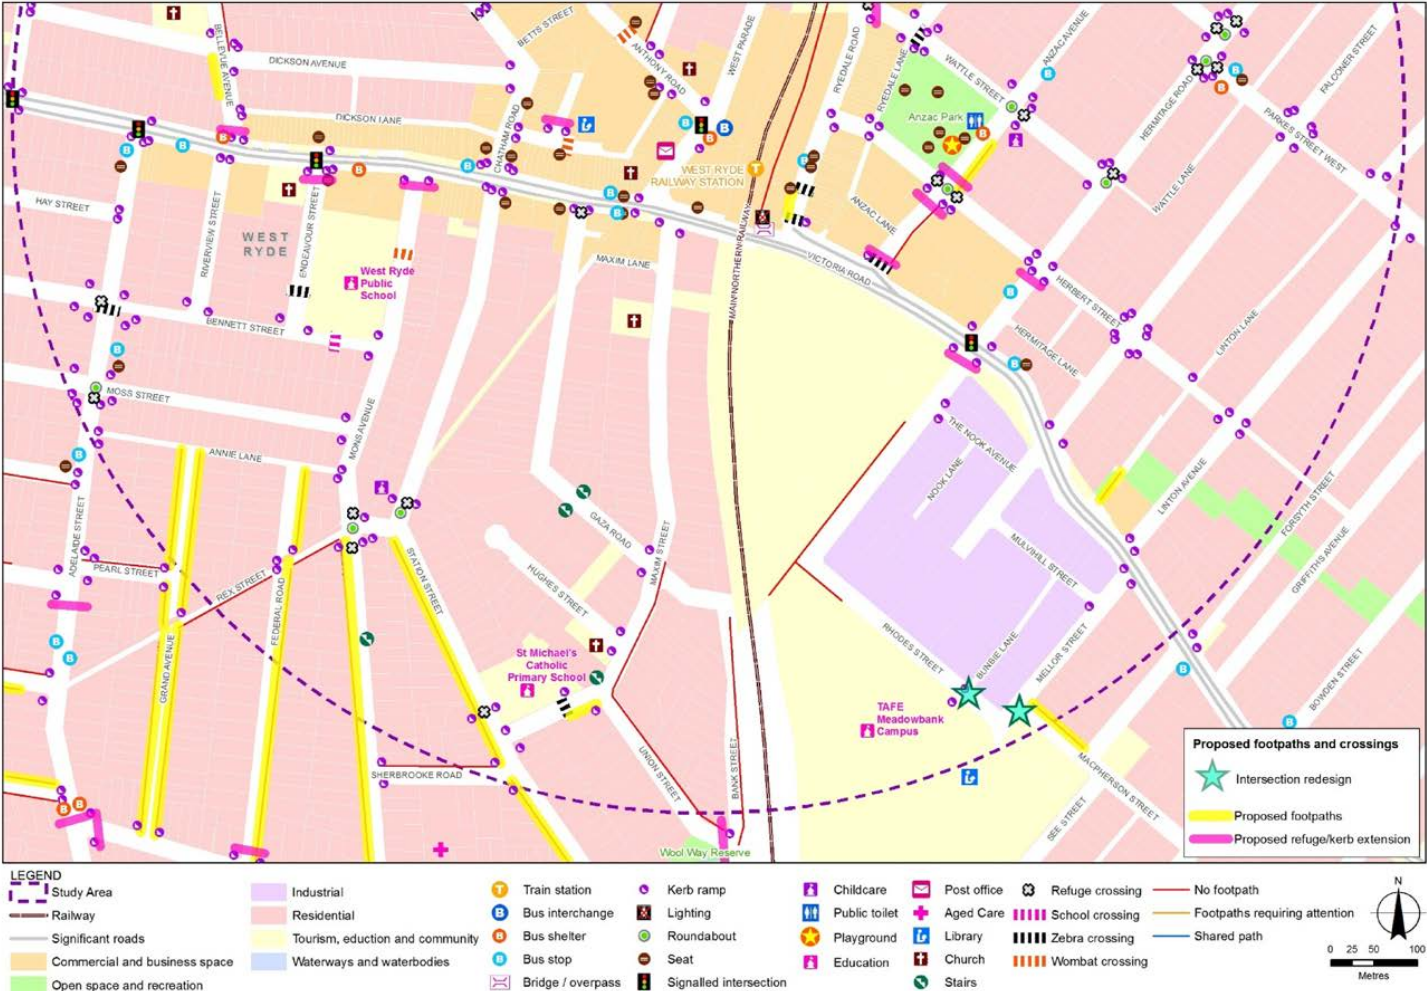 BETTS STREET
BELLEVUE AVENUE
DICKSON AVENUE
ANTHONY ROAD
WEST PARADE
RYEDALE ROAD
RYEDALE LANE
WATTLE STREET
ANZAC AVENUE
FALCONER STREET
HERMITAGE ROAD
DICKSON LANE
CHATHAM ROAD
Anzac Park
PARKES STREET WEST
WEST RYDE
RAILWAY STATION
WATTLE LANE
HAY STREET
RIVERVIEW STREET
ENDEAVOUR STREET
WEST
RYDE
ANZAC LANE
MAXIM LANE
VICTORIA ROAD
MAIN NORTHERN RAILWAY
West Ryde
Public
School
HERBERT STREET
BENNETT STREET
HERMITAGE LANE
LINTON LANE
MOSS STREET
MONS AVENUE
ANNIE LANE
THE NOOK AVENUE
NOOK LANE
LINTON AVENUE
FORSYTH STREET
ADELAIDE STREET
GAZA ROAD
MAXIM STREET
MULVIHILL STREET
GRIFFITHS AVENUE
PEARL STREET
REX STREET
FEDERAL ROAD
STATION STREET
HUGHES STREET
RHODES STREET
BUNBIE LANE
MELLOR STREET
BOWDEN STREET
GRAND AVENUE
St Michael's
Catholic
Primary School
TAFE
Meadowbank
Campus
SHERBROOKE ROAD
UNION STREET
BANK STREET
MACPHERSON STREET
SEE STREET
Wool Way Reserve
Proposed footpaths and crossings
Intersection redesign
Proposed footpaths
Proposed refuge/kerb extension
LEGEND
Study Area
Railway
Significant roads
Commercial and business space
Open space and recreation
Industrial
Residential
Tourism, eduction and community
Waterways and waterbodies
Train station
Bus interchange
Bus shelter
Bus stop
Bridge / overpass
Kerb ramp
Lighting
Roundabout
Seat
Signalled intersection
Childcare
Public toilet
Playground
Education
Post office
Aged Care
Library
Church
Stairs
Refuge crossing
School crossing
Zebra crossing
Wombat crossing
No footpath
Footpaths requiring attention
Shared path
N
0 25 50 100
Metres